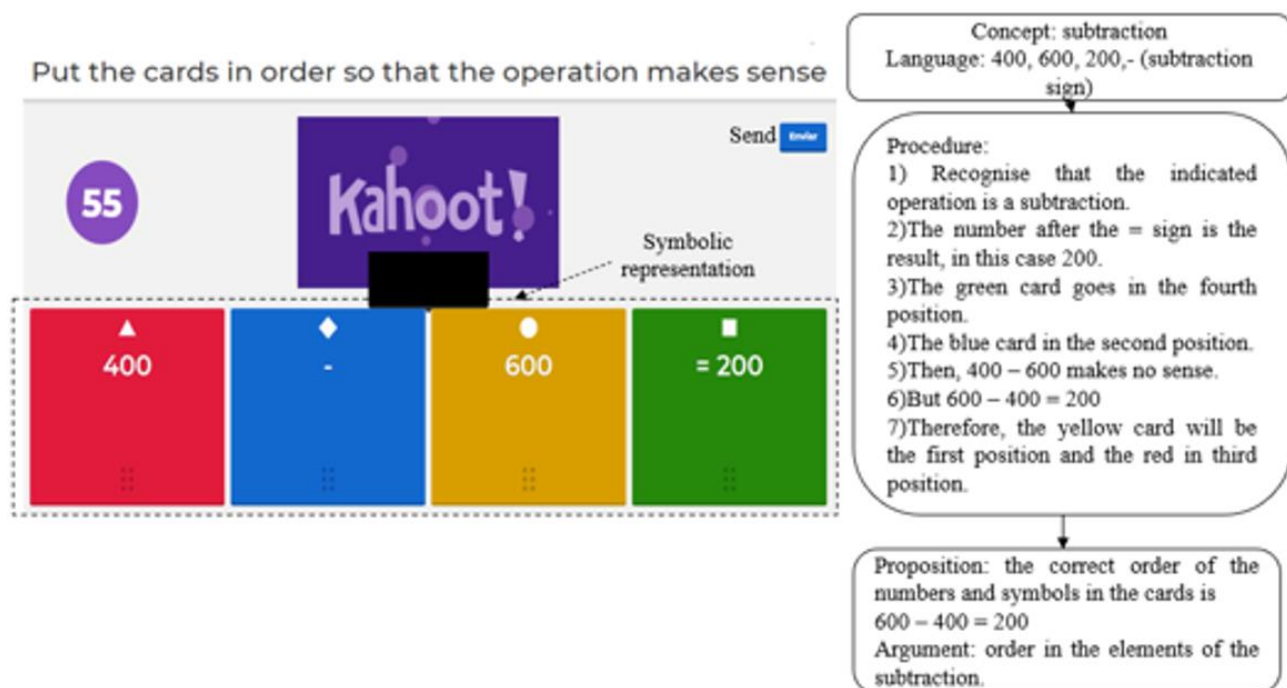 Put the cards in order so that the operation makes sense
55
Kahoot!
Send Enviar
Symbolic
representation
400
-
600
= 200
Concept: subtraction
Language: 400, 600, 200,- (subtraction
sign)
Procedure:
1) Recognise that the indicated
operation is a subtraction.
2)The number after the = sign is the
result, in this case 200.
3)The green card goes in the fourth
position.
4)The blue card in the second position.
5)Then, 400 – 600 makes no sense.
6)But 600 – 400 = 200
7)Therefore, the yellow card will be
the first position and the red in third
position.
Proposition: the correct order of the
numbers and symbols in the cards is
600 – 400 = 200
Argument: order in the elements of the
subtraction.